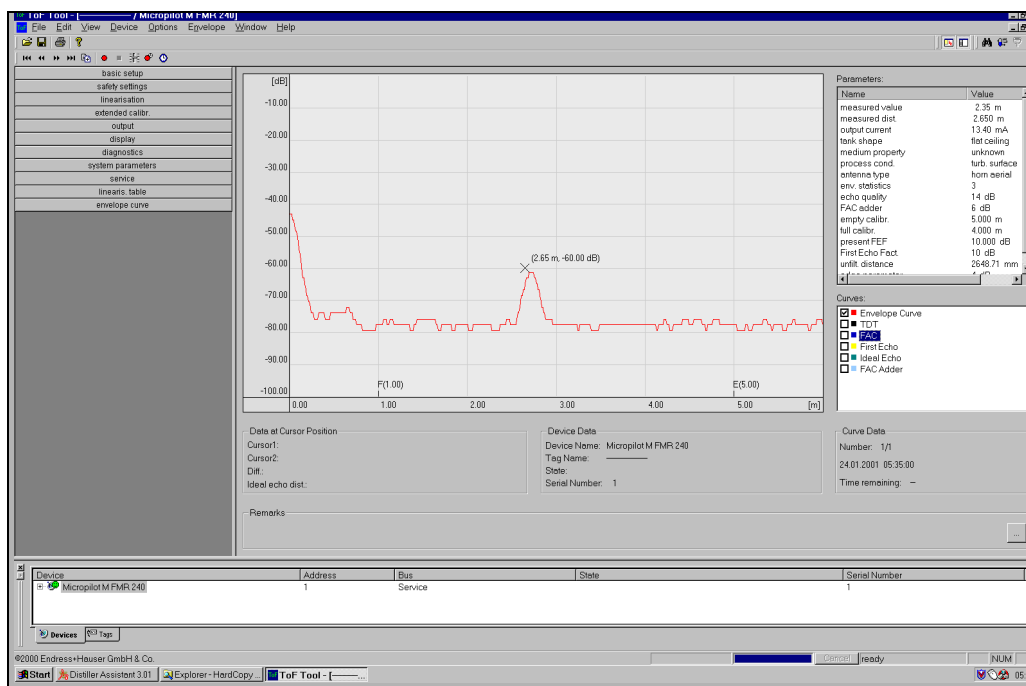 ToF Tool - [———— / Micropilot M FMR 240]
File Edit View Device Options Envelope Window Help
basic setup
safety settings
linearisation
extended calibr.
output
display
diagnostics
system parameters
service
linearis. table
envelope curve
[dB]
-10.00
-20.00
-30.00
-40.00
-50.00
-60.00
-70.00
-80.00
-90.00
-100.00
(2.65 m, -60.00 dB)
F(1.00)
E(5.00)
0.00 1.00 2.00 3.00 4.00 5.00 [m]
Parameters:
Name Value
measured value 2.35 m
measured dist. 2.650 m
output current 13.40 mA
tank shape flat ceiling
medium property unknown
process cond. turb. surface
antenna type horn aerial
env. statistics 3
echo quality 14 dB
FAC adder 6 dB
empty calibr. 5.000 m
full calibr. 4.000 m
present FEF 10.000 dB
First Echo Fact. 10 dB
unfilt. distance 2648.71 mm
Curves:
Envelope Curve
TDT
FAC
First Echo
Ideal Echo
FAC Adder
Data at Cursor Position
Cursor1:
Cursor2:
Diff.:
Ideal echo dist.:
Device Data
Device Name: Micropilot M FMR 240
Tag Name: ————
State:
Serial Number: 1
Curve Data
Number: 1/1
24.01.2001 05:35:00
Time remaining: –
Remarks
...
Device Address Bus State Serial Number
Micropilot M FMR 240 1 Service 1
Devices Tags
©2000 Endress+Hauser GmbH & Co.
Cancel ready NUM
Start Distiller Assistant 3.01 Explorer - HardCopy ... ToF Tool - [——... 05